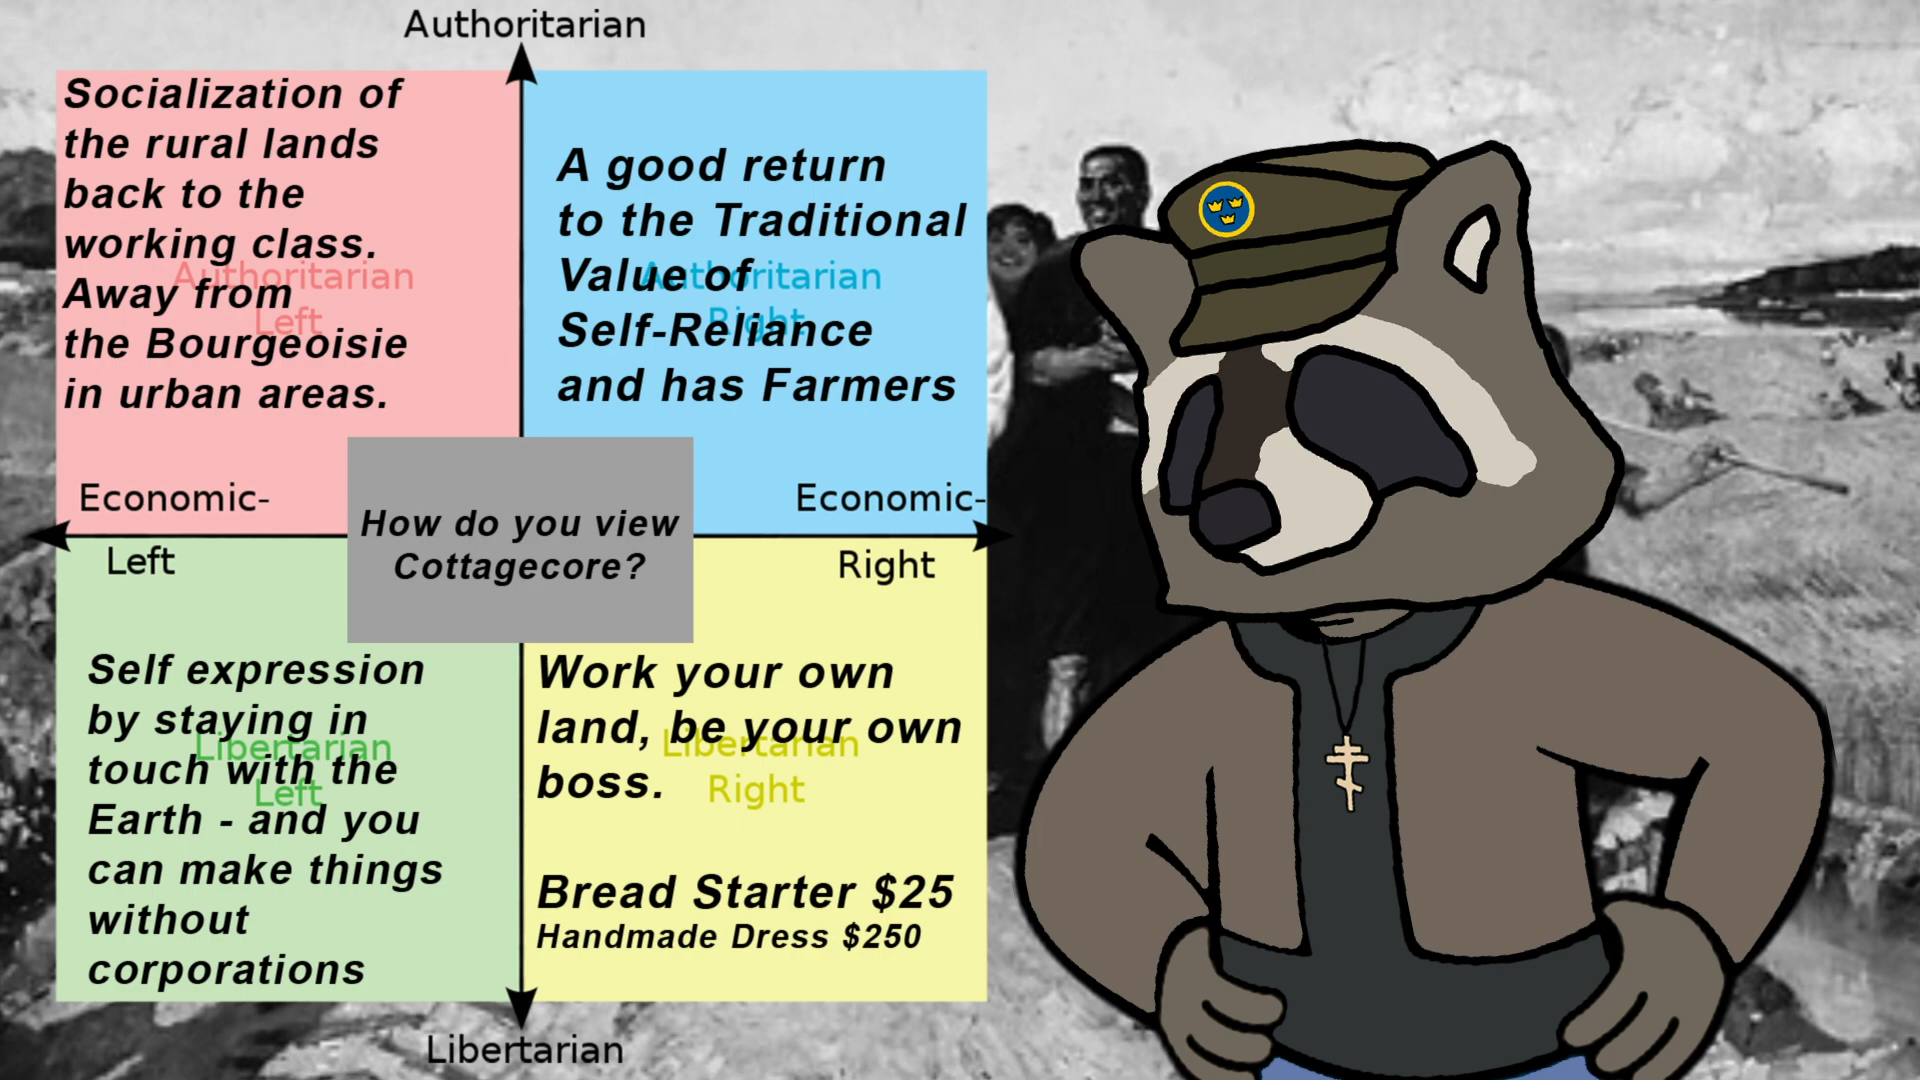 Authoritarian
Socialization of
the rural lands
back to the
working class.
Away from
the Bourgeoisie
in urban areas.
Authoritarian
Left
A good return
to the Traditional
Value of
Self-Reliance
and has Farmers
Authoritarian
Right
Economic-
Left
How do you view
Cottagecore?
Economic-
Right
Self expression
by staying in
touch with the
Earth - and you
can make things
without
corporations
Libertarian
Left
Work your own
land, be your own
boss.
Libertarian
Right
Bread Starter $25
Handmade Dress $250
Libertarian